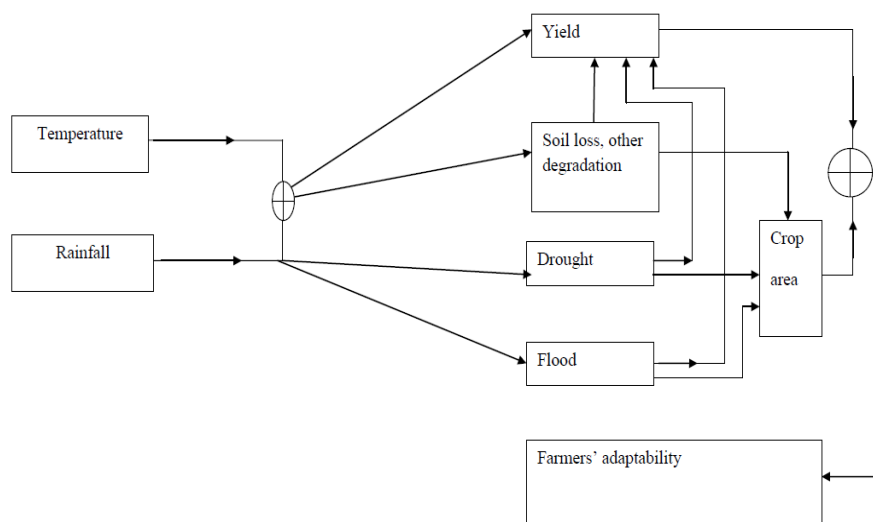 Yield
Temperature
Soil loss, other
degradation
Rainfall
Drought
Crop
area
Flood
Farmers’ adaptability